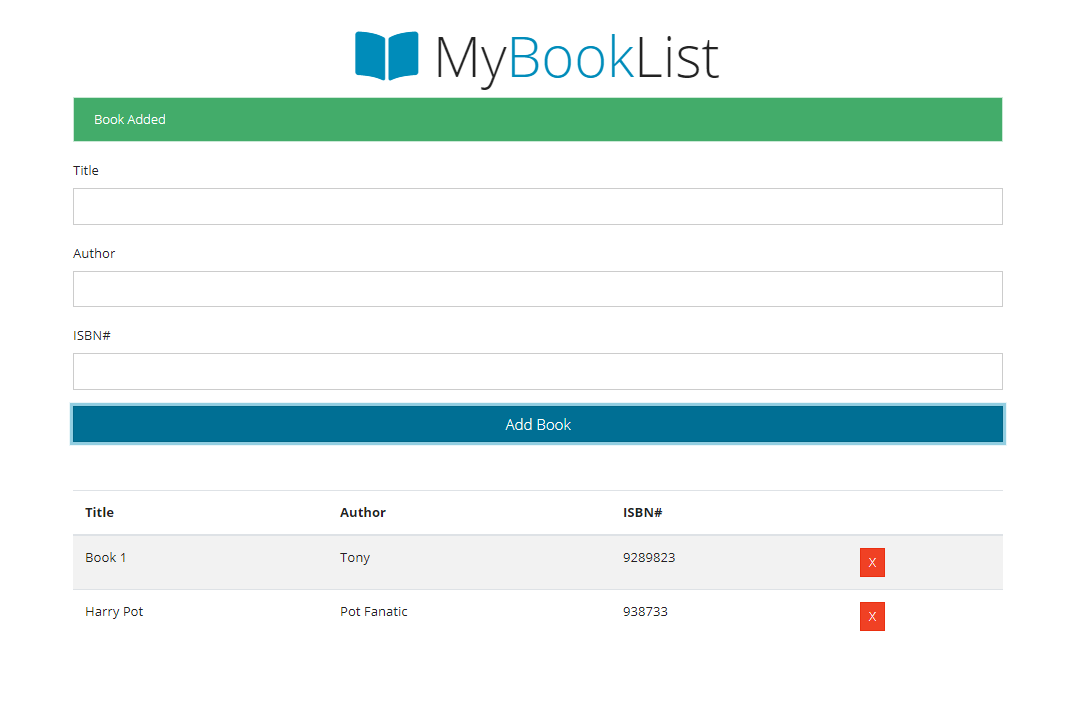 MyBookList
Book Added
Title
Author
ISBN#
Add Book
Title Author ISBN#
Book 1 Tony 9289823 X
Harry Pot Pot Fanatic 938733 X